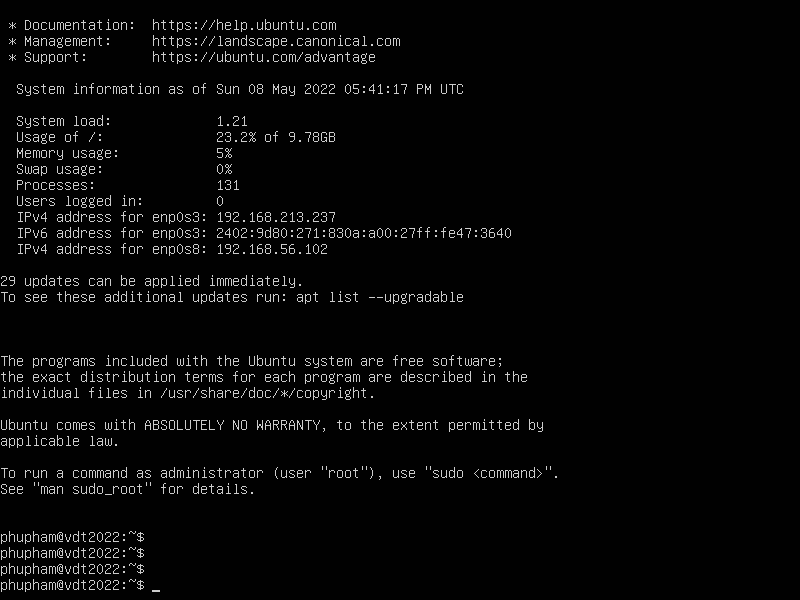 * Documentation:  https://help.ubuntu.com
* Management:     https://landscape.canonical.com
* Support:        https://ubuntu.com/advantage

System information as of Sun 08 May 2022 05:41:17 PM UTC

System load:             1.21
Usage of /:              23.2% of 9.78GB
Memory usage:            5%
Swap usage:              0%
Processes:               131
Users logged in:         0
IPv4 address for enp0s3: 192.168.213.237
IPv6 address for enp0s3: 2402:9d80:271:830a:a00:27ff:fe47:3640
IPv4 address for enp0s8: 192.168.56.102

29 updates can be applied immediately.
To see these additional updates run: apt list --upgradable

The programs included with the Ubuntu system are free software;
the exact distribution terms for each program are described in the
individual files in /usr/share/doc/*/copyright.

Ubuntu comes with ABSOLUTELY NO WARRANTY, to the extent permitted by
applicable law.

To run a command as administrator (user "root"), use "sudo <command>".
See "man sudo_root" for details.

phupham@vdt2022:~$
phupham@vdt2022:~$
phupham@vdt2022:~$
phupham@vdt2022:~$ _